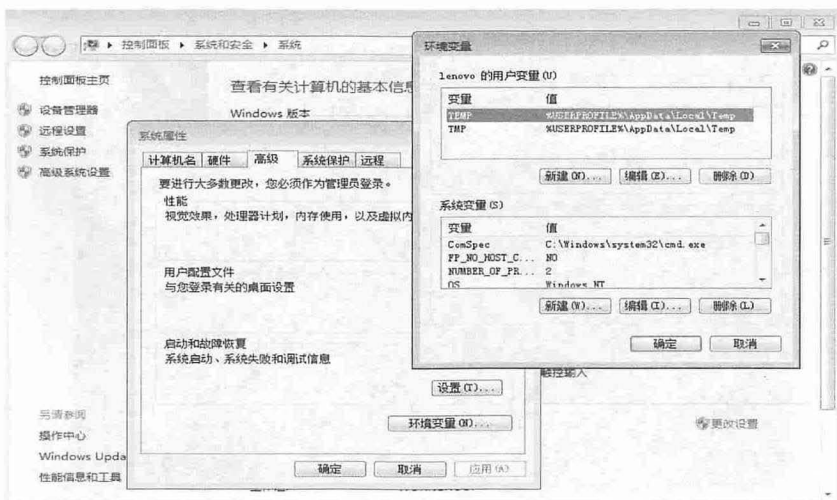 控制面板 ▸ 系统和安全 ▸ 系统
控制面板主页
设备管理器
远程设置
系统保护
高级系统设置
查看有关计算机的基本信息
Windows 版本
系统属性
计算机名 硬件 高级 系统保护 远程
要进行大多数更改，您必须作为管理员登录。
性能
视觉效果，处理器计划，内存使用，以及虚拟内
用户配置文件
与您登录有关的桌面设置
启动和故障恢复
系统启动、系统失败和调试信息
设置(T)...
环境变量(N)...
确定 取消 应用(A)
环境变量
lenovo 的用户变量(U)
变量 值
TEMP %USERPROFILE%\AppData\Local\Temp
TMP %USERPROFILE%\AppData\Local\Temp
新建(N)... 编辑(E)... 删除(D)
系统变量(S)
变量 值
ComSpec C:\Windows\system32\cmd.exe
FP_NO_HOST_C... NO
NUMBER_OF_PR... 2
OS Windows_NT
新建(W)... 编辑(I)... 删除(L)
确定 取消
触控输入
更改设置
另请参阅
操作中心
Windows Upda
性能信息和工具